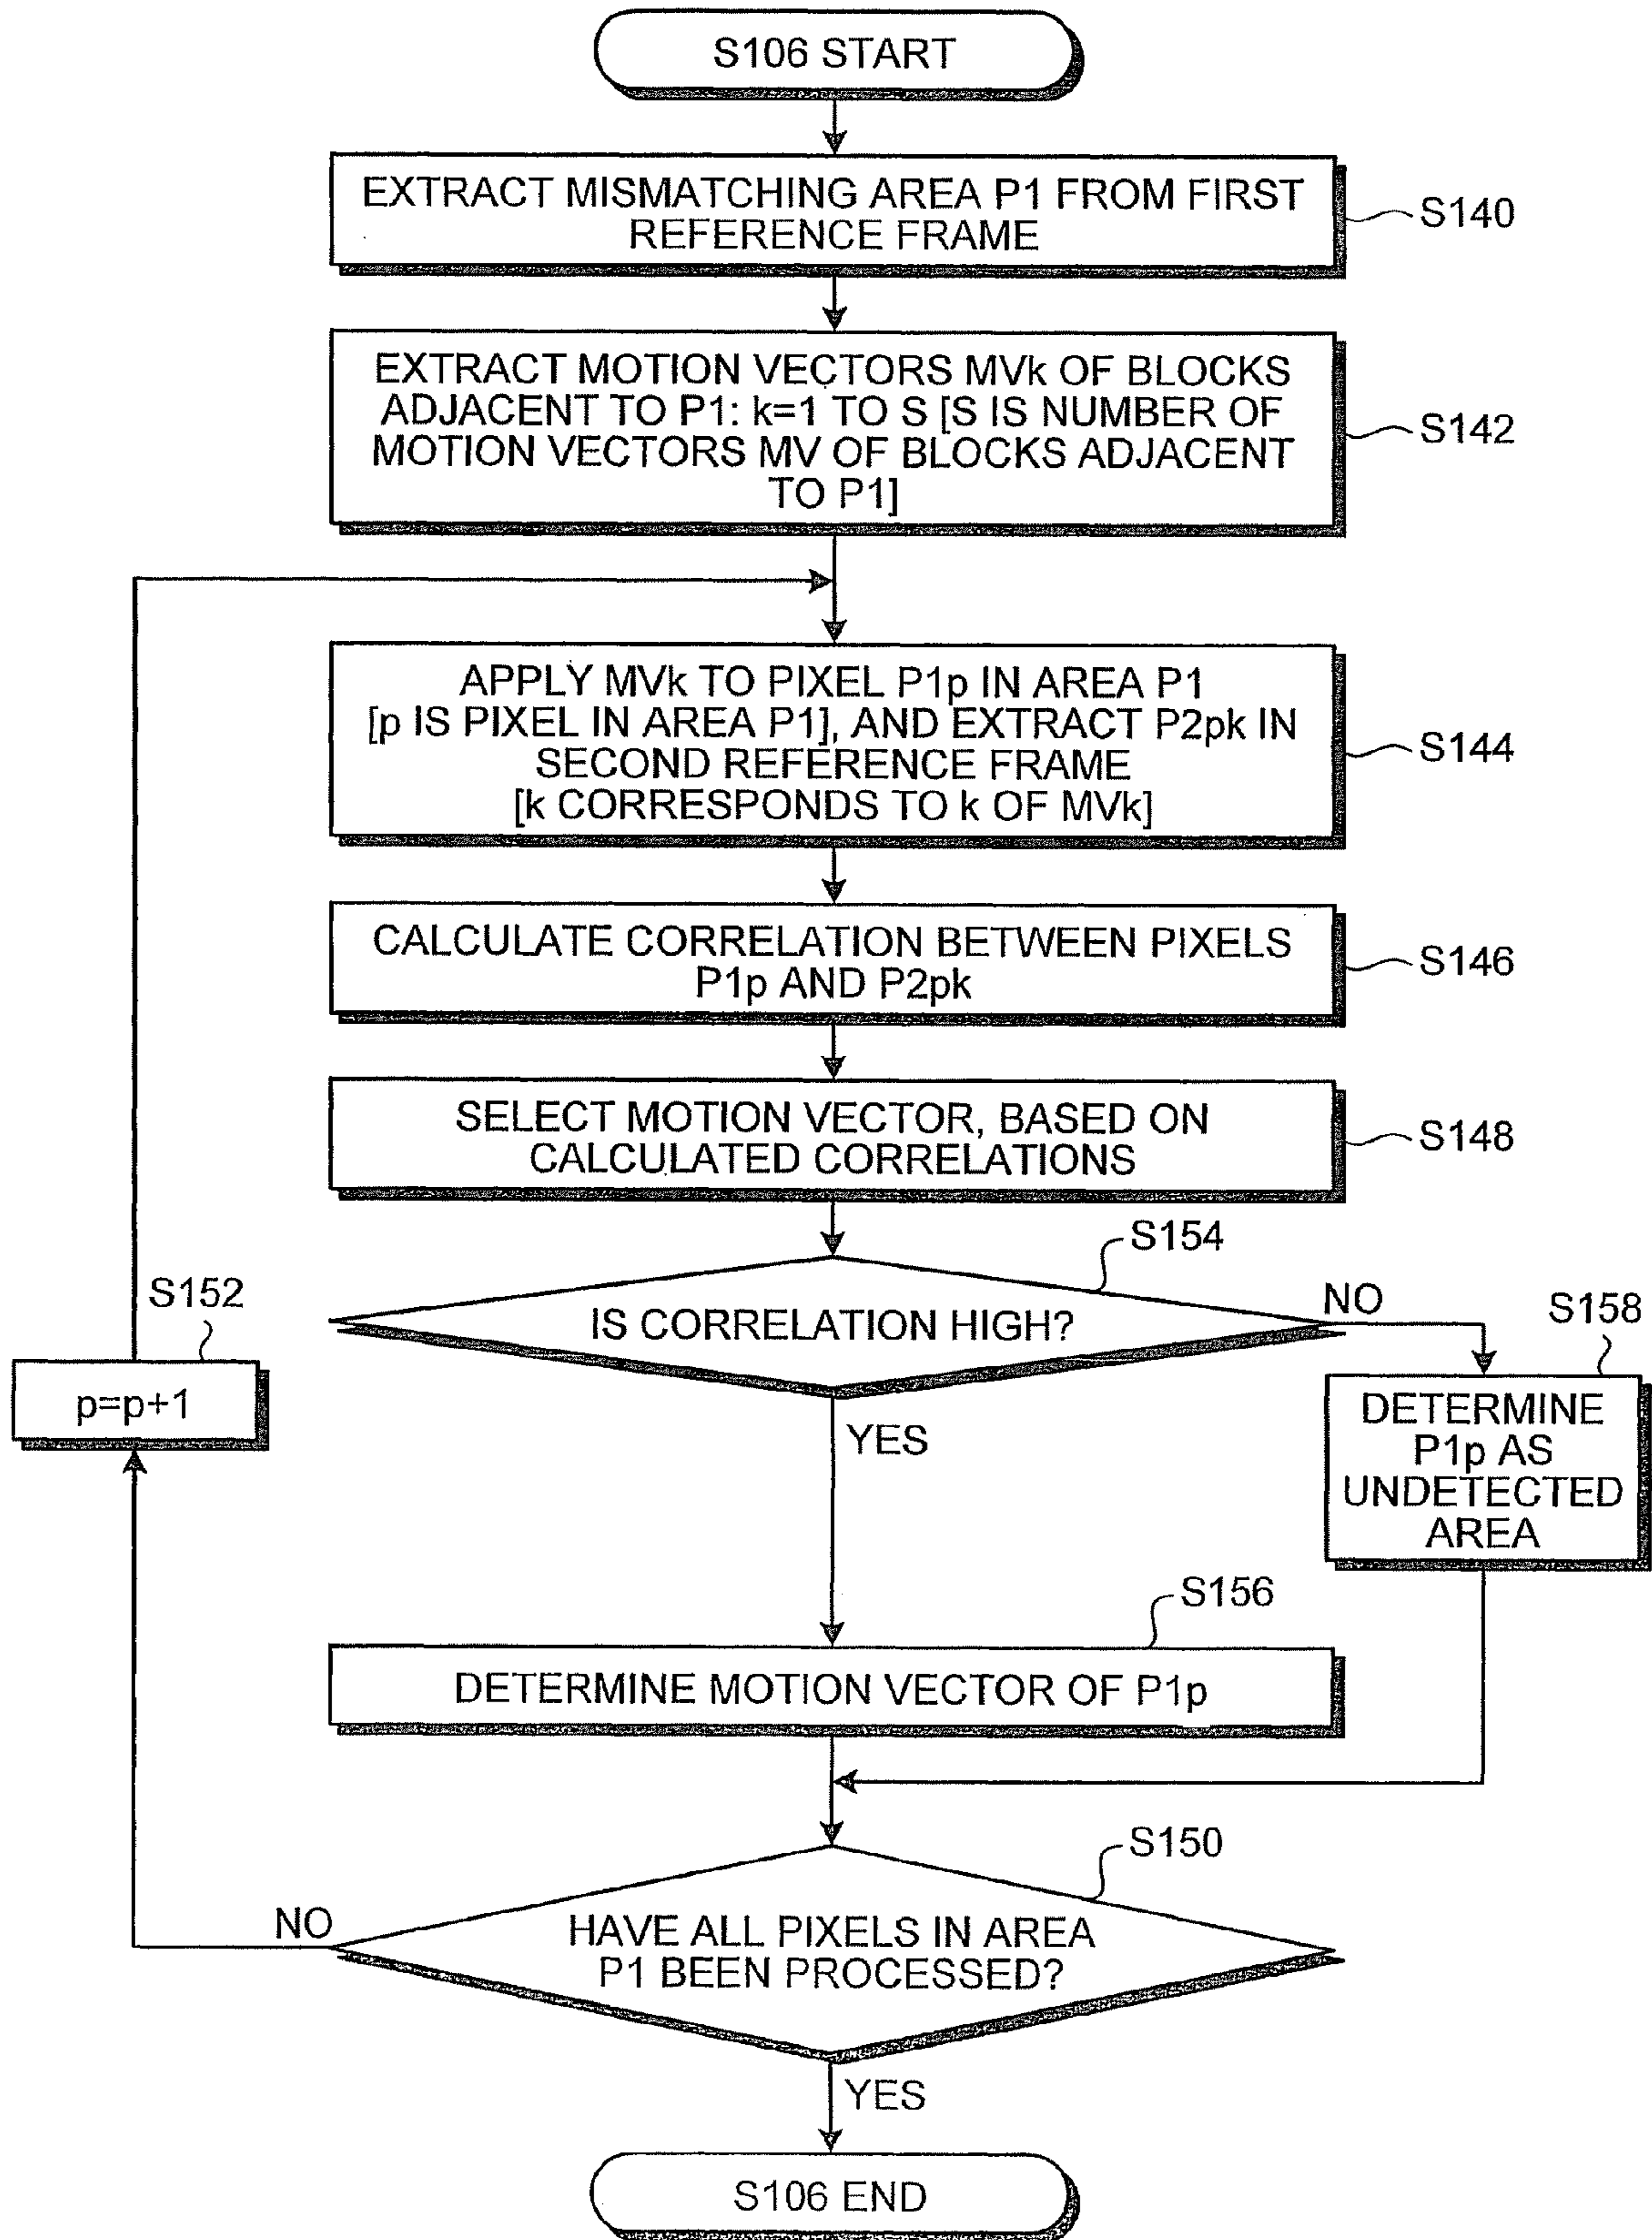 S106 START
EXTRACT MISMATCHING AREA P1 FROM FIRST
REFERENCE FRAME
S140
EXTRACT MOTION VECTORS MVk OF BLOCKS
ADJACENT TO P1: k=1 TO S [S IS NUMBER OF
MOTION VECTORS MV OF BLOCKS ADJACENT
TO P1]
S142
APPLY MVk TO PIXEL P1p IN AREA P1
[p IS PIXEL IN AREA P1], AND EXTRACT P2pk IN
SECOND REFERENCE FRAME
[k CORRESPONDS TO k OF MVk]
S144
CALCULATE CORRELATION BETWEEN PIXELS
P1p AND P2pk
S146
SELECT MOTION VECTOR, BASED ON
CALCULATED CORRELATIONS
S148
S154
IS CORRELATION HIGH?
NO
YES
S158
DETERMINE
P1p AS
UNDETECTED
AREA
S152
p=p+1
S156
DETERMINE MOTION VECTOR OF P1p
S150
HAVE ALL PIXELS IN AREA
P1 BEEN PROCESSED?
NO
YES
S106 END